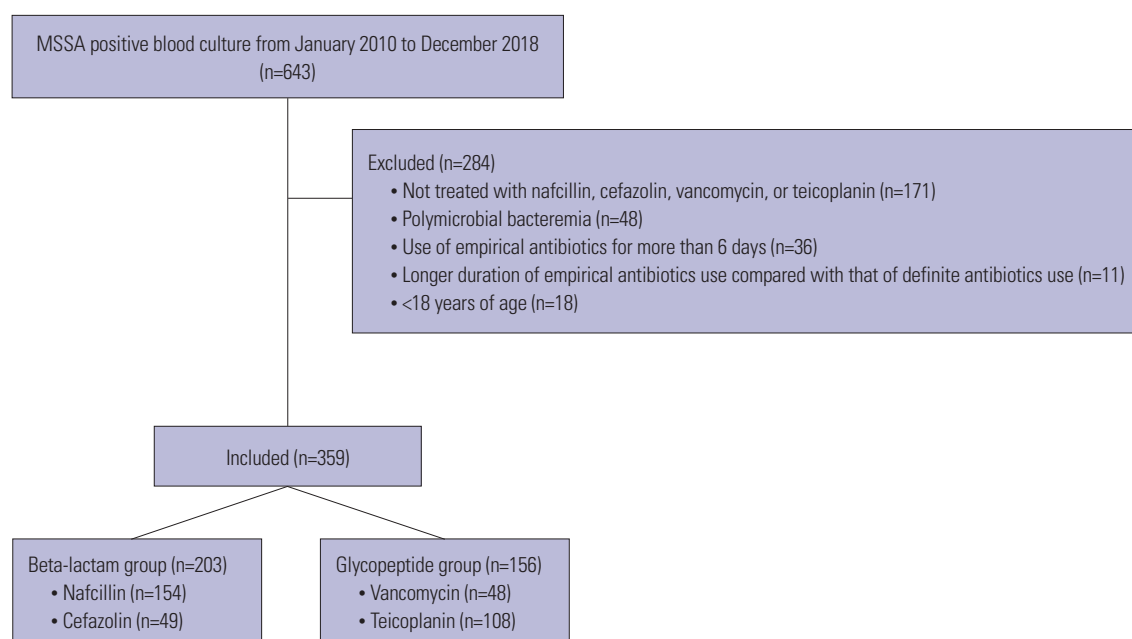 MSSA positive blood culture from January 2010 to December 2018
(n=643)
Excluded (n=284)
• Not treated with nafcillin, cefazolin, vancomycin, or teicoplanin (n=171)
• Polymicrobial bacteremia (n=48)
• Use of empirical antibiotics for more than 6 days (n=36)
• Longer duration of empirical antibiotics use compared with that of definite antibiotics use (n=11)
• <18 years of age (n=18)
Included (n=359)
Beta-lactam group (n=203)
• Nafcillin (n=154)
• Cefazolin (n=49)
Glycopeptide group (n=156)
• Vancomycin (n=48)
• Teicoplanin (n=108)